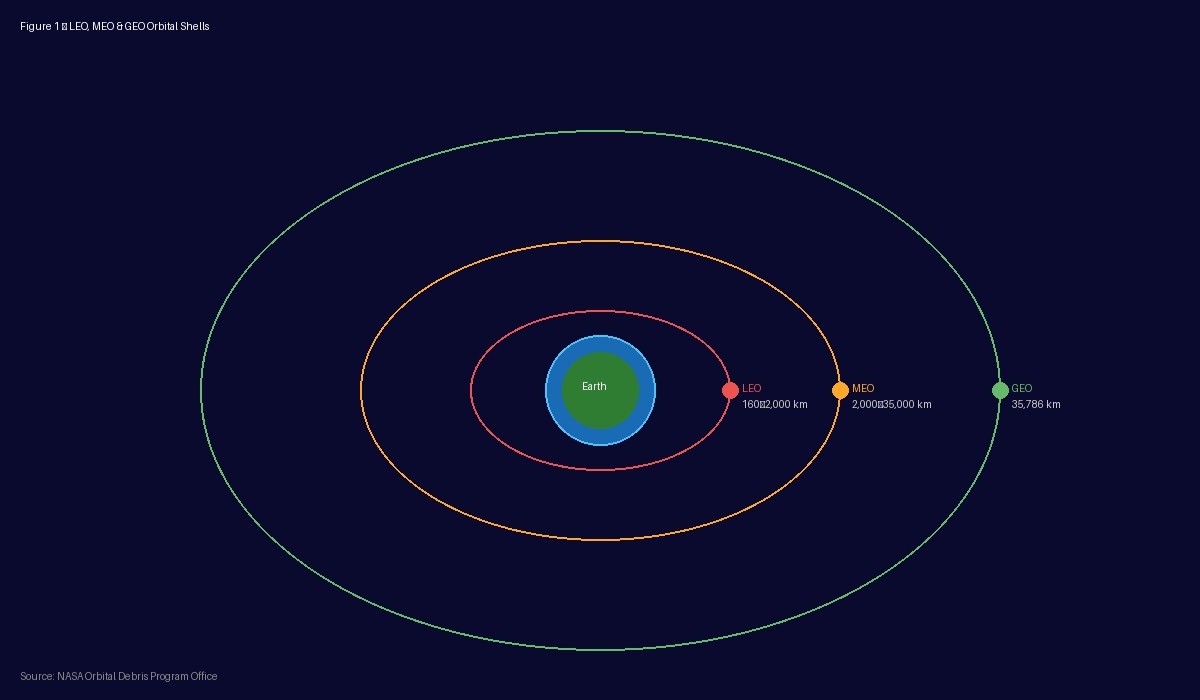 Figure 1 □ LEO, MEO & GEO Orbital Shells
Earth
LEO
160□2,000 km
MEO
2,000□35,000 km
GEO
35,786 km
Source: NASA Orbital Debris Program Office